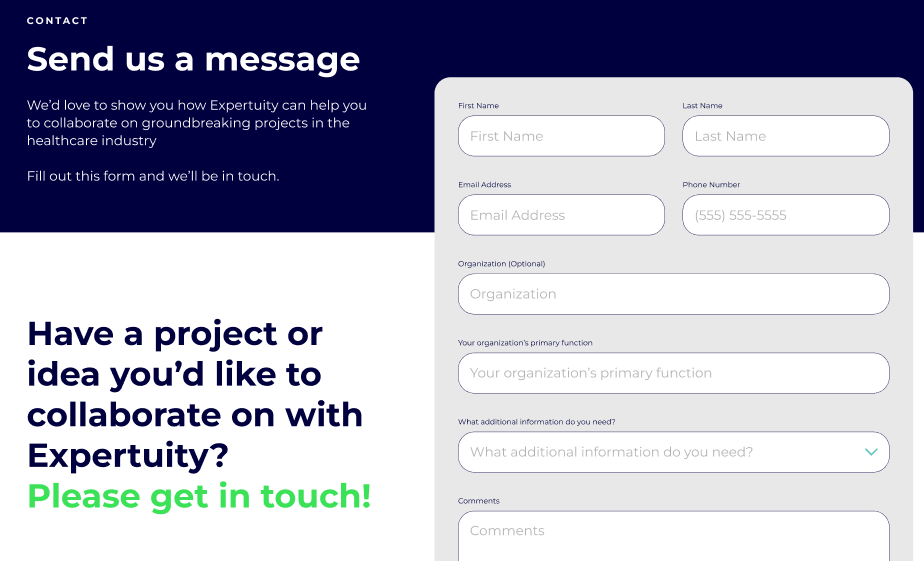 CONTACT
Send us a message
We’d love to show you how Expertuity can help you
to collaborate on groundbreaking projects in the
healthcare industry
Fill out this form and we’ll be in touch.
Have a project or
idea you’d like to
collaborate on with
Expertuity?
Please get in touch!
First Name
Last Name
First Name
Last Name
Email Address
Phone Number
Email Address
(555) 555-5555
Organization (Optional)
Organization
Your organization’s primary function
Your organization’s primary function
What additional information do you need?
What additional information do you need?
Comments
Comments